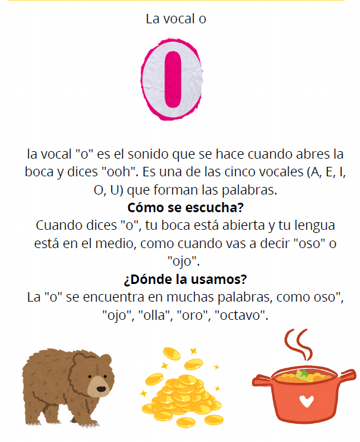 La vocal o
O
la vocal "o" es el sonido que se hace cuando abres la
boca y dices "ooh". Es una de las cinco vocales (A, E, I,
O, U) que forman las palabras.
Cómo se escucha?
Cuando dices "o", tu boca está abierta y tu lengua
está en el medio, como cuando vas a decir "oso" o
"ojo".
¿Dónde la usamos?
La "o" se encuentra en muchas palabras, como oso",
"ojo", "olla", "oro", "octavo".